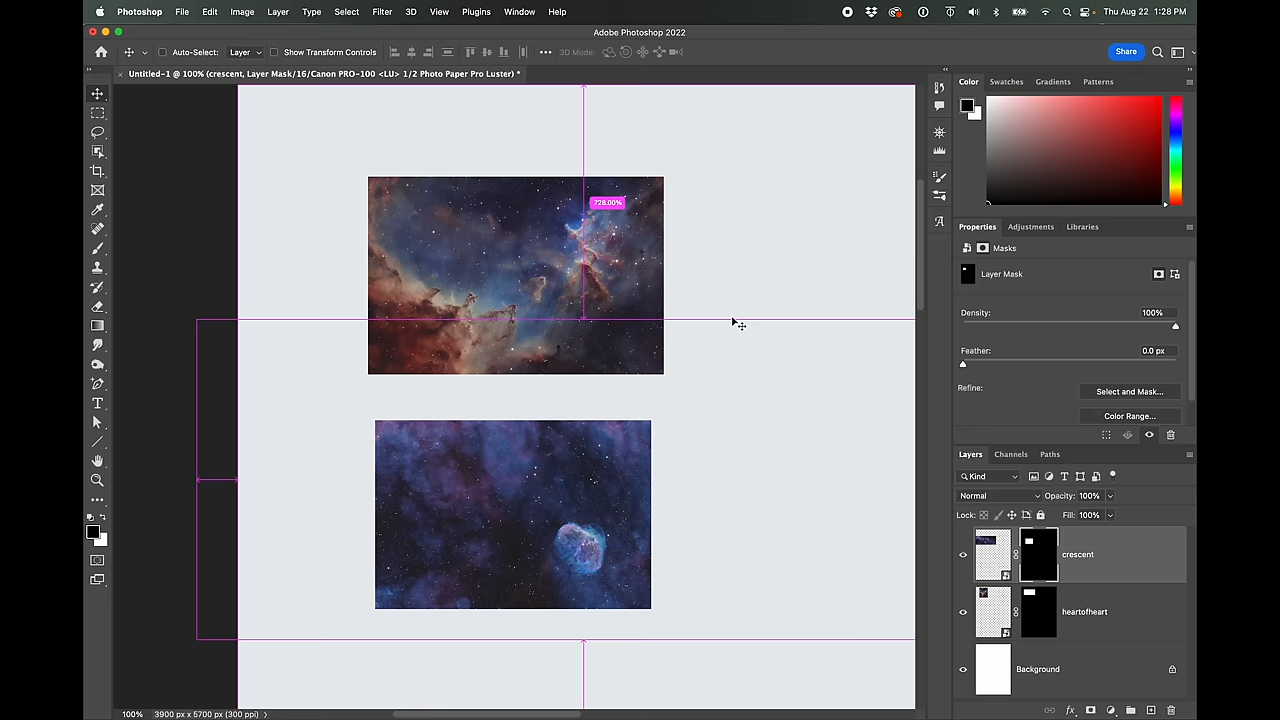 Photoshop File Edit Image Layer Type Select Filter 3D View Plugins Window Help Thu Aug 22 1:28 PM
Adobe Photoshop 2022
Auto-Select: Layer Show Transform Controls 3D Mode: Share
Untitled-1 @ 100% (crescent, Layer Mask/16/Canon PRO-100 <LU> 1/2 Photo Paper Pro Luster) *
Color Swatches Gradients Patterns
728.00%
Properties Adjustments Libraries
Masks
Layer Mask
Density: 100%
Feather: 0.0 px
Refine: Select and Mask...
Color Range...
Layers Channels Paths
Kind
Normal Opacity: 100%
Lock: Fill: 100%
crescent
heartofheart
Background
100% 3900 px x 5700 px (300 ppi)